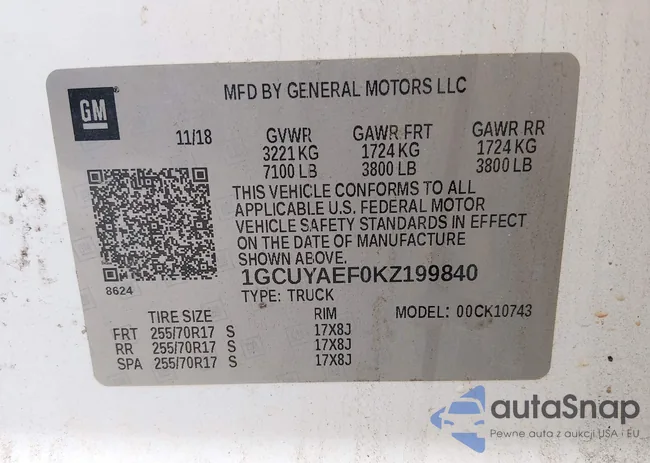 GM
MFD BY GENERAL MOTORS LLC
11/18 GVWR GAWR FRT GAWR RR
3221 KG 1724 KG 1724 KG
7100 LB 3800 LB 3800 LB
THIS VEHICLE CONFORMS TO ALL
APPLICABLE U.S. FEDERAL MOTOR
VEHICLE SAFETY STANDARDS IN EFFECT
ON THE DATE OF MANUFACTURE
SHOWN ABOVE.
8624
1GCUYAEF0KZ199840
TYPE: TRUCK
TIRE SIZE RIM MODEL: 00CK10743
FRT 255/70R17 S 17X8J
RR 255/70R17 S 17X8J
SPA 255/70R17 S 17X8J
autaSnap
Pewne auta z aukcji USA i EU